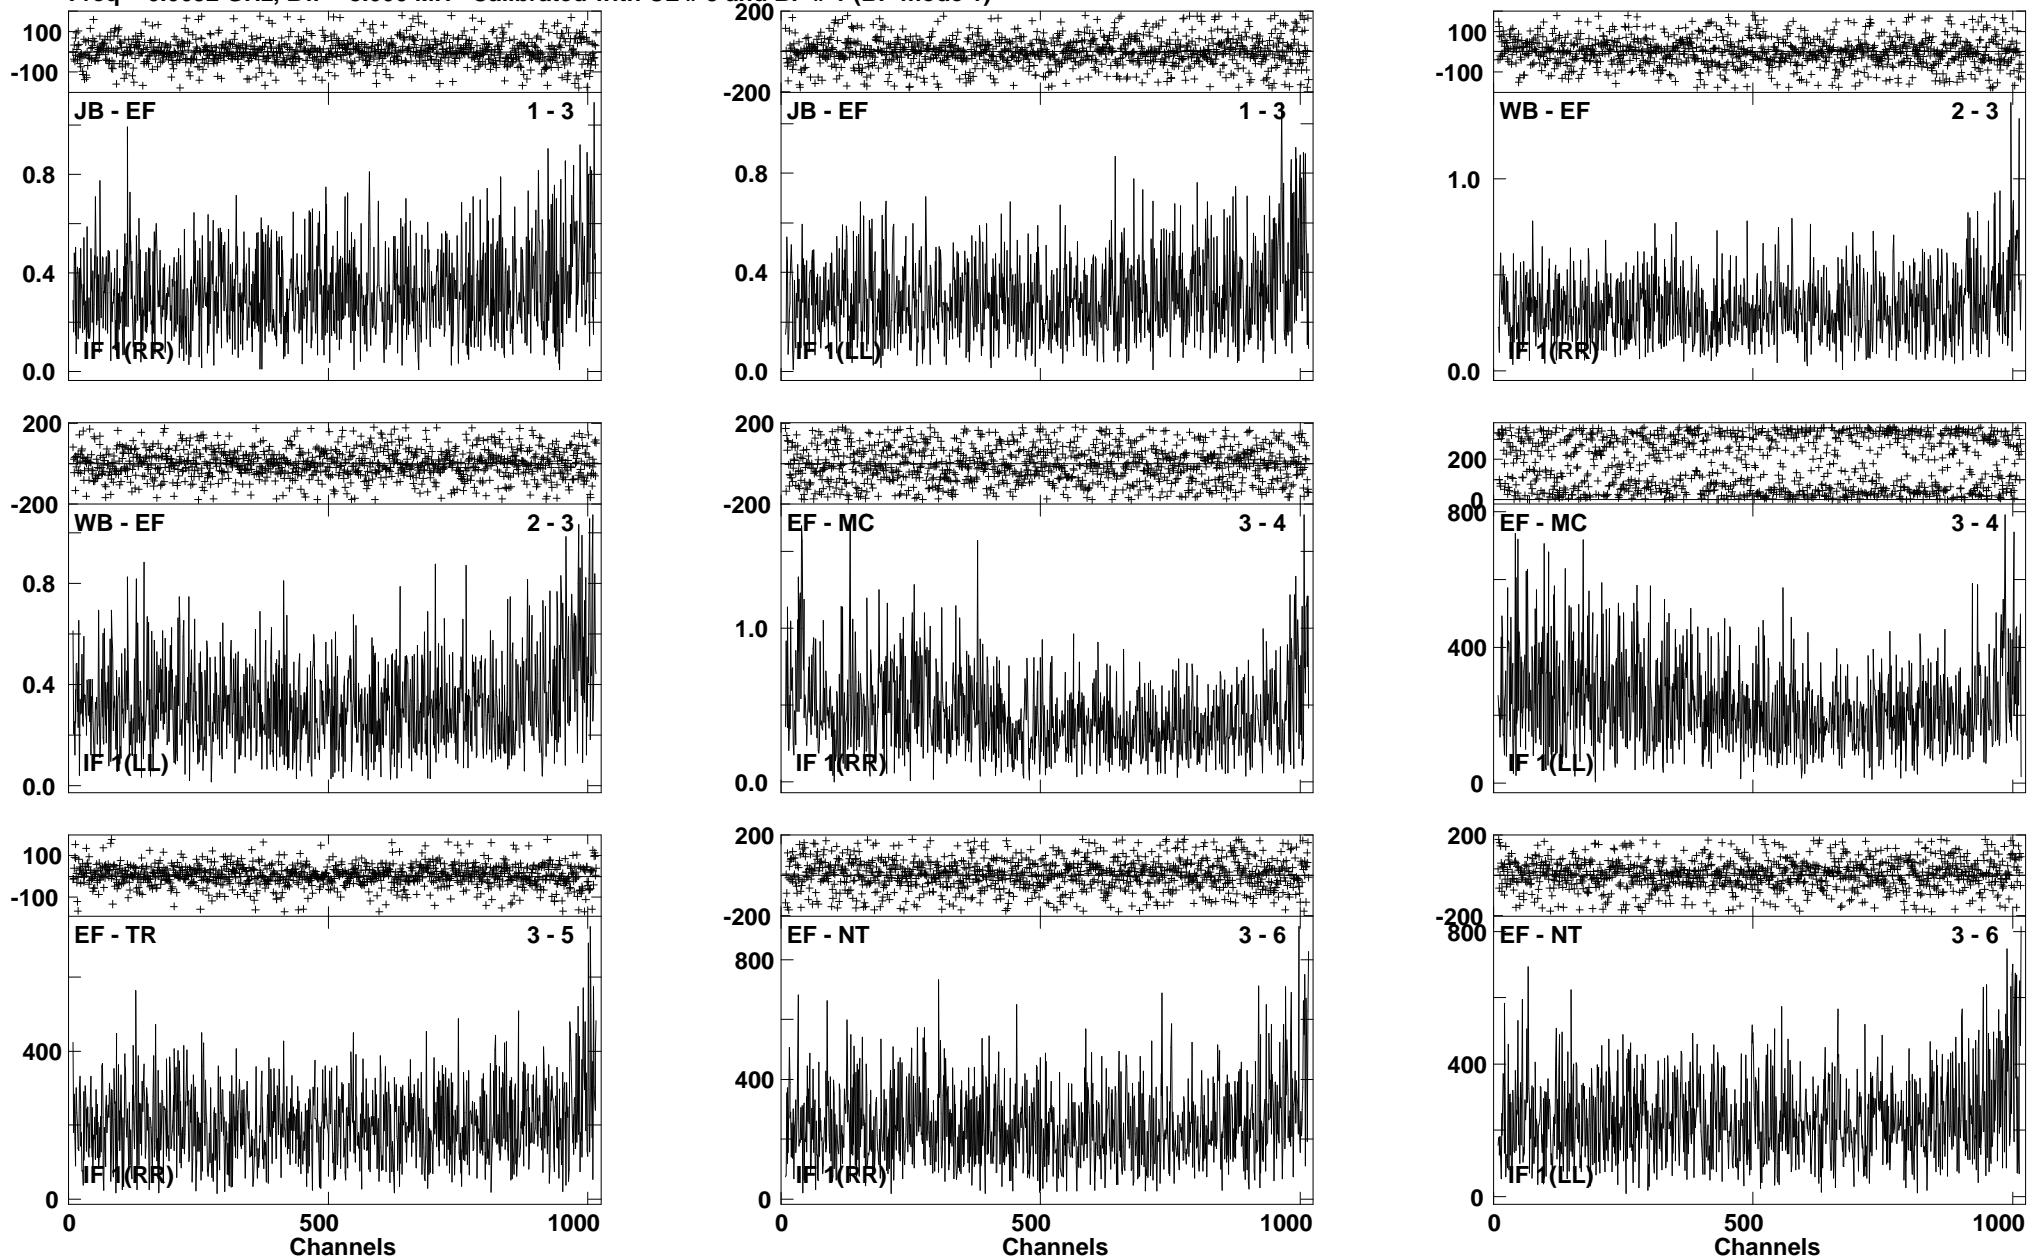 100
-100
JB - EF 1 - 3
0.8
0.4
IF 1(RR)
0.0
200
-200
JB - EF 1 - 3
0.8
0.4
IF 1(LL)
0.0
100
-100
WB - EF 2 - 3
1.0
IF 1(RR)
0.0
200
-200
WB - EF 2 - 3
0.8
0.4
IF 1(LL)
0.0
200
-200
EF - MC 3 - 4
1.0
IF 1(RR)
0.0
200
0
800
EF - MC 3 - 4
400
IF 1(LL)
0
100
-100
EF - TR 3 - 5
400
IF 1(RR)
0
0 500 1000
Channels
200
-200
EF - NT 3 - 6
800
400
IF 1(RR)
0
0 500 1000
Channels
200
-200
800
EF - NT 3 - 6
400
IF 1(LL)
0
0 500 1000
Channels